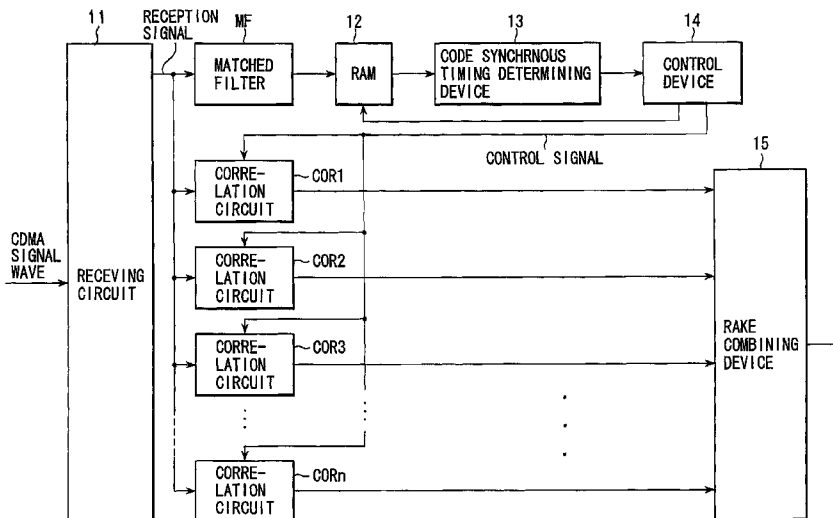 11
RECEPTION
SIGNAL
MF
12
13
14
MATCHED
FILTER
RAM
CODE SYNCHRNOUS
TIMING DETERMINING
DEVICE
CONTROL
DEVICE
CONTROL SIGNAL
15
CORRE-
LATION
CIRCUIT
COR1
CDMA
SIGNAL
WAVE
RECEVING
CIRCUIT
CORRE-
LATION
CIRCUIT
COR2
CORRE-
LATION
CIRCUIT
COR3
RAKE
COMBINING
DEVICE
CORRE-
LATION
CIRCUIT
CORn